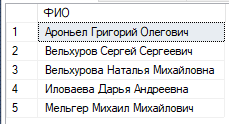 ФИО
1 Ароньел Григорий Олегович
2 Вельхуров Сергей Сергеевич
3 Вельхурова Наталья Михайловна
4 Иловаева Дарья Андреевна
5 Мельгер Михаил Михайлович